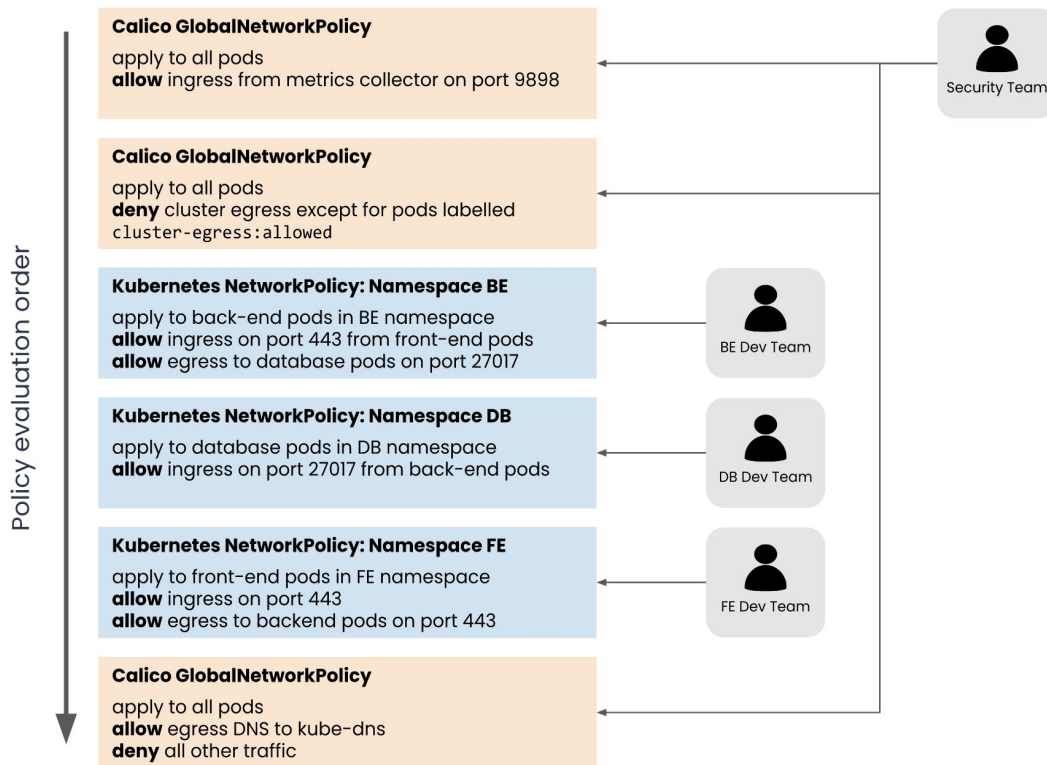 Calico GlobalNetworkPolicy
apply to all pods
allow ingress from metrics collector on port 9898
Security Team
Calico GlobalNetworkPolicy
apply to all pods
deny cluster egress except for pods labelled
cluster-egress:allowed
Policy evaluation order
Kubernetes NetworkPolicy: Namespace BE
apply to back-end pods in BE namespace
allow ingress on port 443 from front-end pods
allow egress to database pods on port 27017
BE Dev Team
Kubernetes NetworkPolicy: Namespace DB
apply to database pods in DB namespace
allow ingress on port 27017 from back-end pods
DB Dev Team
Kubernetes NetworkPolicy: Namespace FE
apply to front-end pods in FE namespace
allow ingress on port 443
allow egress to backend pods on port 443
FE Dev Team
Calico GlobalNetworkPolicy
apply to all pods
allow egress DNS to kube-dns
deny all other traffic